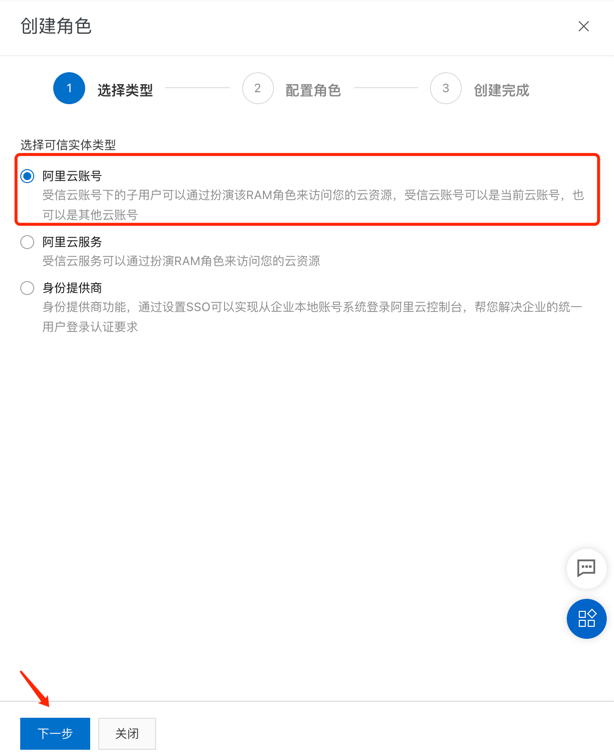 创建角色
1 选择类型 2 配置角色 3 创建完成
选择可信实体类型
阿里云账号
受信云账号下的子用户可以通过扮演该RAM角色来访问您的云资源，受信云账号可以是当前云账号，也
可以是其他云账号
阿里云服务
受信云服务可以通过扮演RAM角色来访问您的云资源
身份提供商
身份提供商功能，通过设置SSO可以实现从企业本地账号系统登录阿里云控制台，帮您解决企业的统一
用户登录认证要求
下一步 关闭